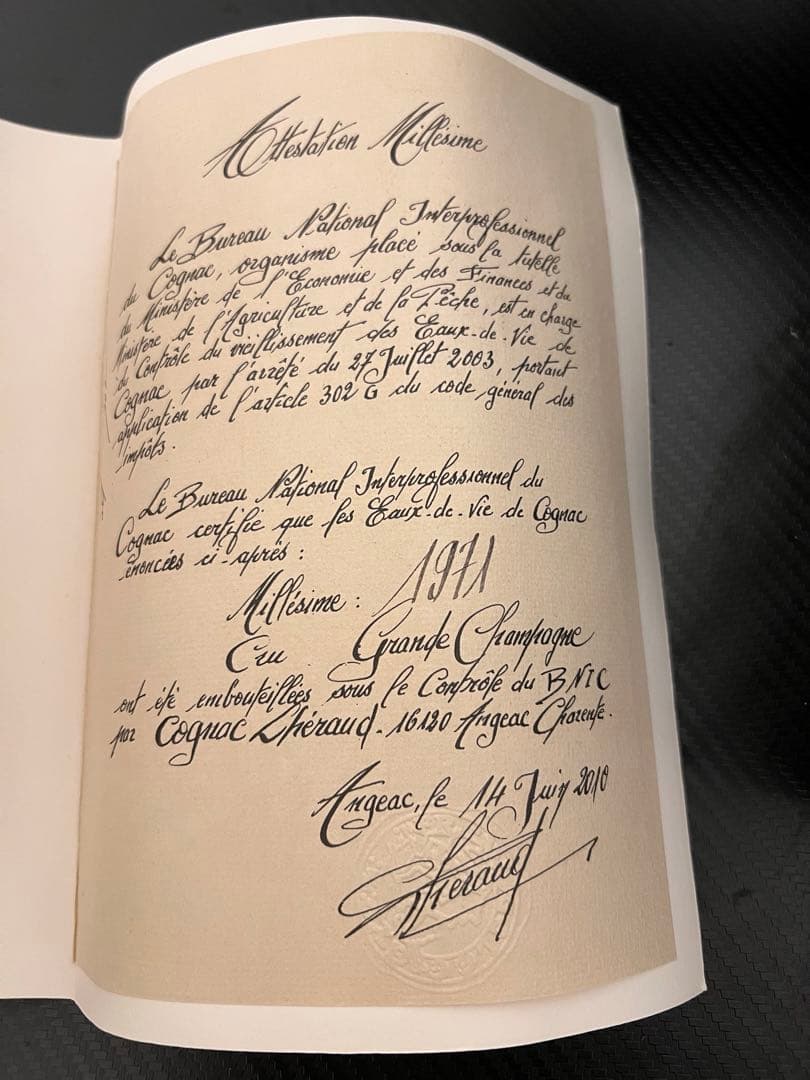 Attestation Millésime
Le Bureau National Interprofessionnel
du Cognac, organisme placé sous la tutelle
du Ministère de l'Economie et des Finances et du
Ministère de l'Agriculture et de la Pêche, est en charge
du Contrôle du vieillissement des Eaux-de-Vie de
Cognac par l'arrêté du 27 Juillet 2003, portant
application de l'article 302 G du code général des
impôts.
Le Bureau National Interprofessionnel du
Cognac certifie que les Eaux-de-Vie de Cognac
énoncées ci-après :
Millésime : 1971
Cru Grande Champagne
ont été embouteillées sous le Contrôle du BNIC
par Cognac Lhéraud - 16120 Angeac Charente.
Angeac, le 14 Juin 2010
Lheraud